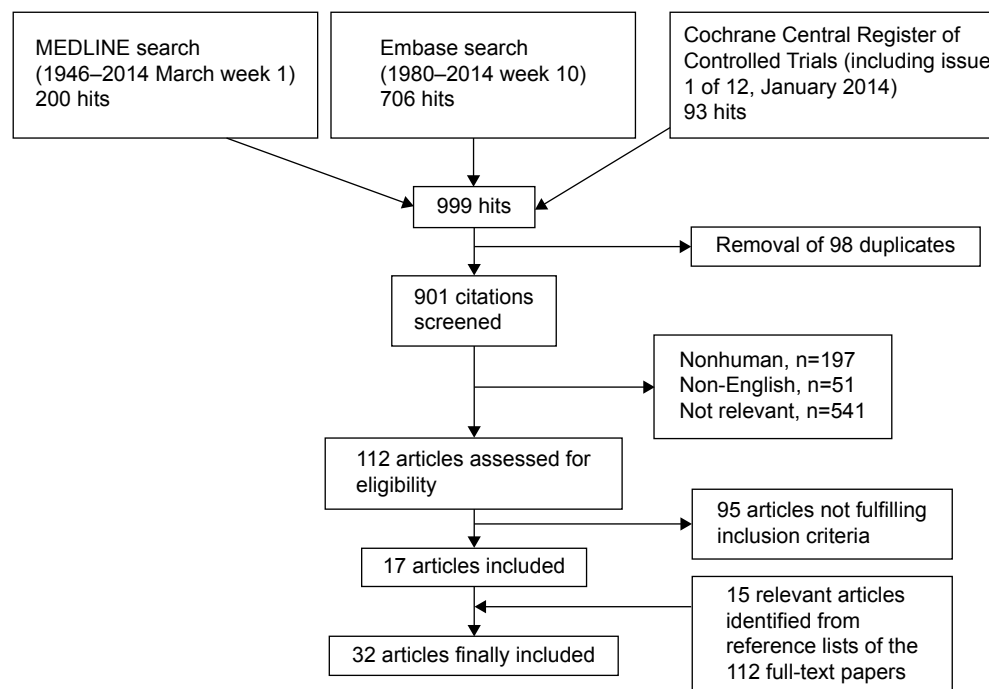 MEDLINE search
(1946–2014 March week 1)
200 hits
Embase search
(1980–2014 week 10)
706 hits
Cochrane Central Register of
Controlled Trials (including issue
1 of 12, January 2014)
93 hits
999 hits
Removal of 98 duplicates
901 citations
screened
Nonhuman, n=197
Non-English, n=51
Not relevant, n=541
112 articles assessed for
eligibility
95 articles not fulfilling
inclusion criteria
17 articles included
15 relevant articles
identified from
reference lists of the
112 full-text papers
32 articles finally included